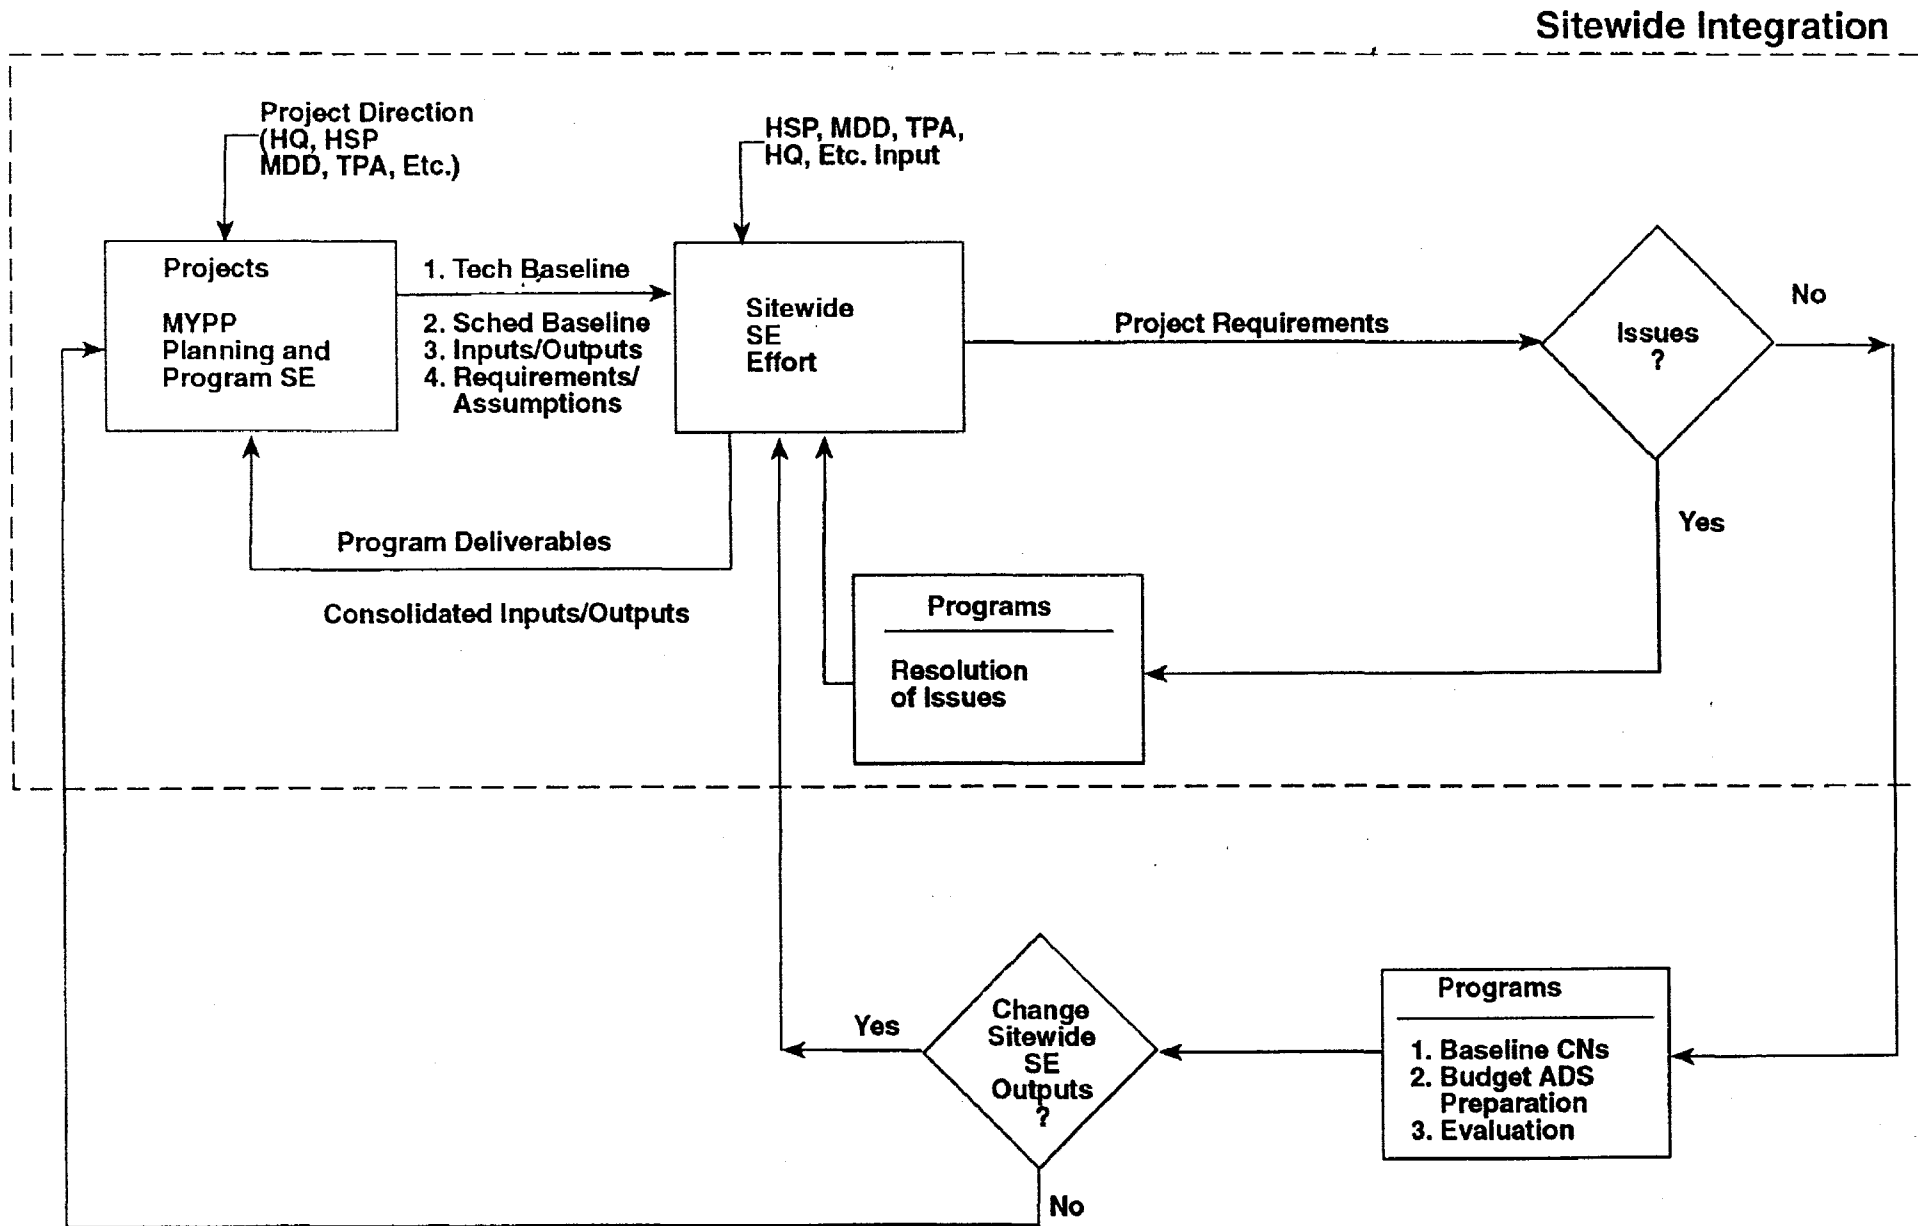 Sitewide Integration
Project Direction
(HQ, HSP
MDD, TPA, Etc.)
HSP, MDD, TPA,
HQ, Etc. Input
Projects
MYPP
Planning and
Program SE
1. Tech Baseline
2. Sched Baseline
3. Inputs/Outputs
4. Requirements/
Assumptions
Sitewide
SE
Effort
Project Requirements
Issues
?
No
Yes
Program Deliverables
Consolidated Inputs/Outputs
Programs
Resolution
of Issues
Change
Sitewide
SE
Outputs
?
Yes
No
Programs
1. Baseline CNs
2. Budget ADS
Preparation
3. Evaluation